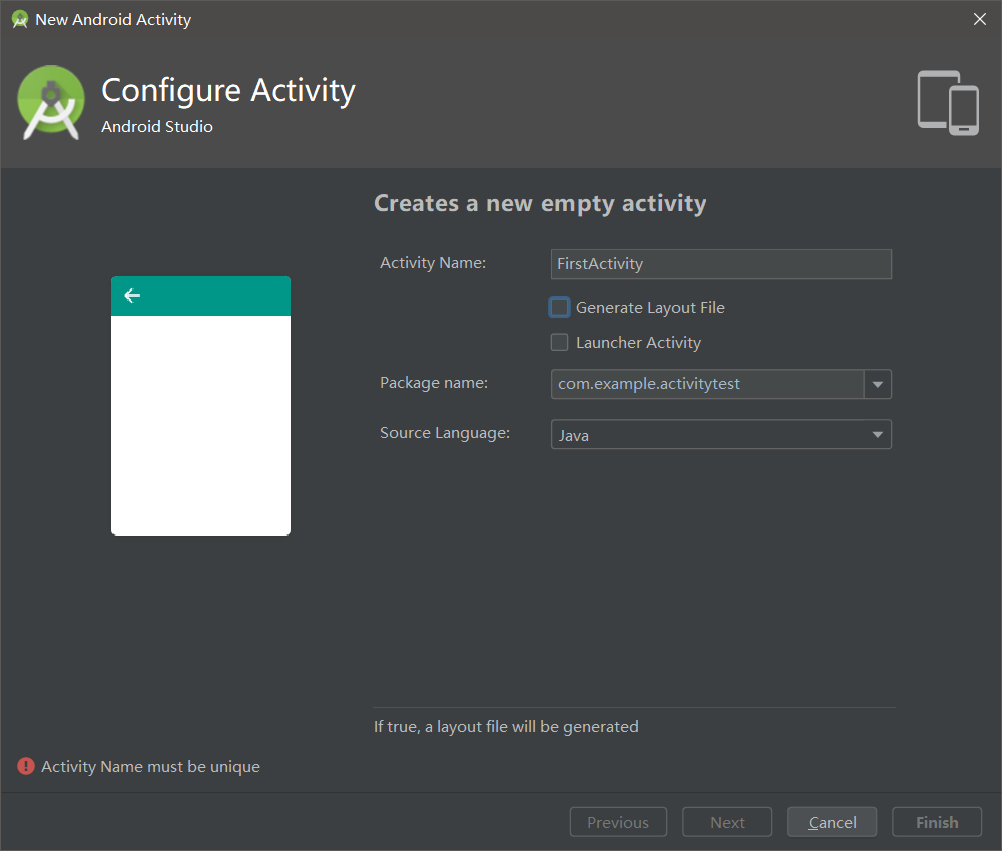 New Android Activity
Configure Activity
Android Studio
Creates a new empty activity
Activity Name: FirstActivity
Generate Layout File
Launcher Activity
Package name: com.example.activitytest
Source Language: Java
If true, a layout file will be generated
Activity Name must be unique
Previous Next Cancel Finish